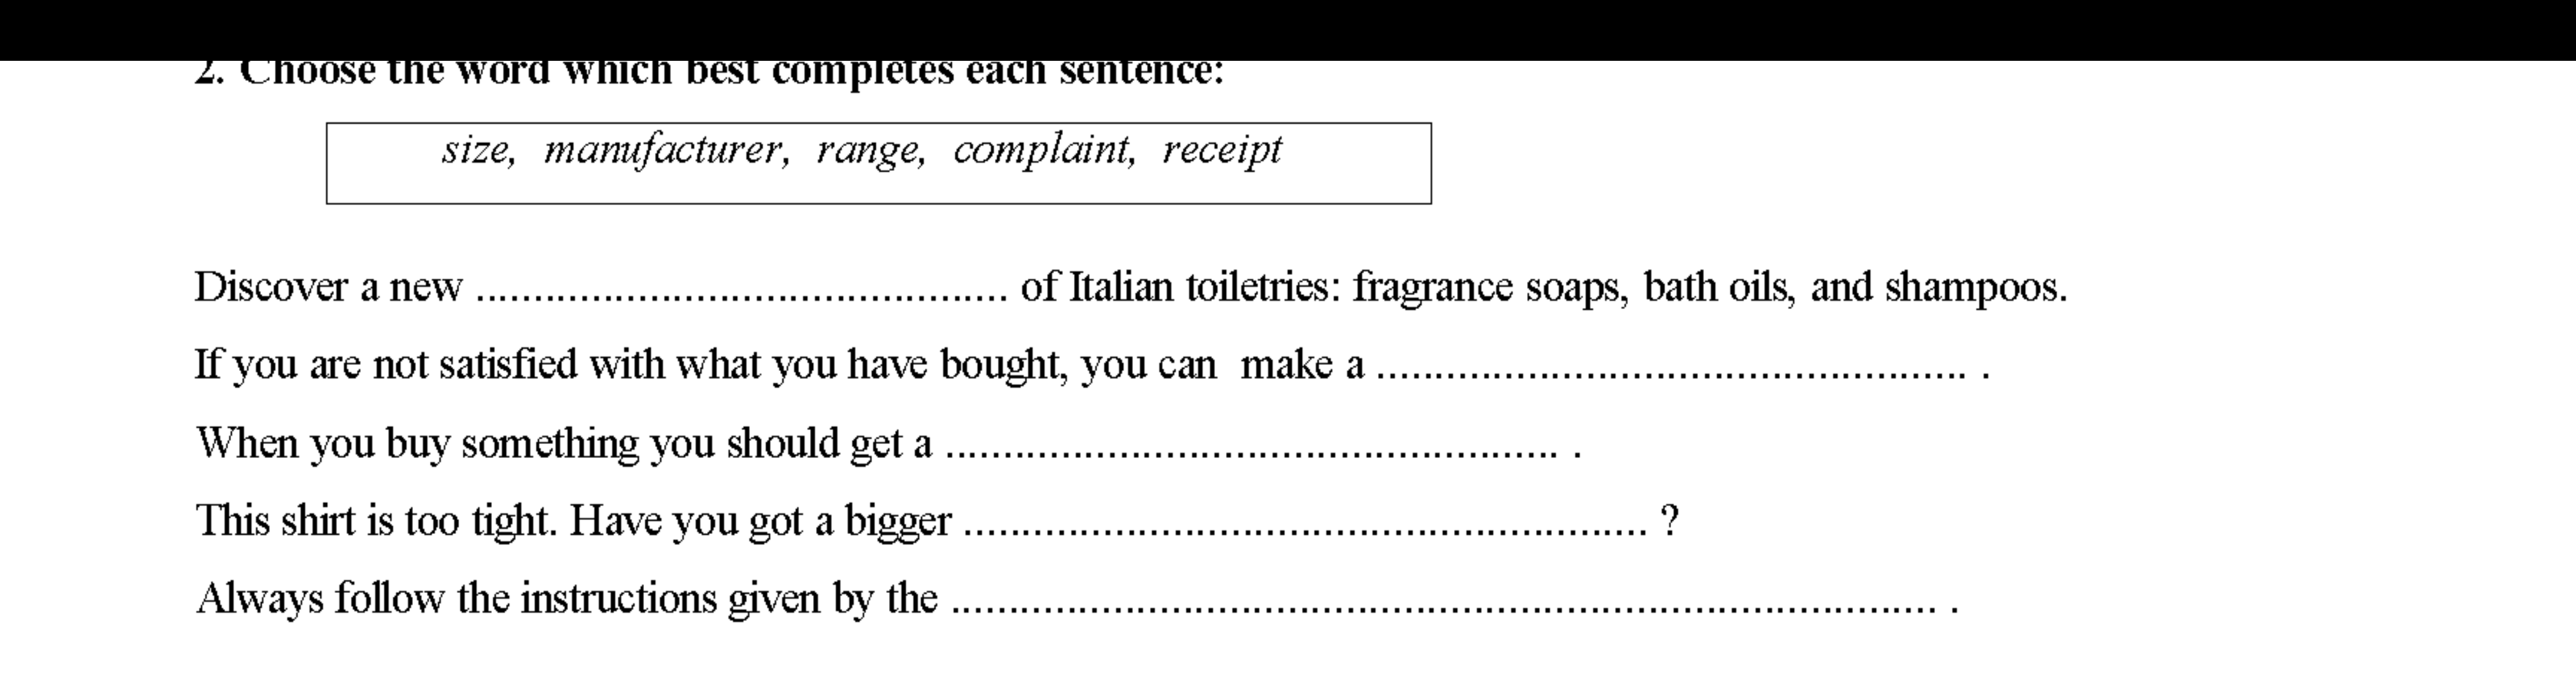 2. Choose the word which best completes each sentence:
size, manufacturer, range, complaint, receipt
Discover a new .............................................. of Italian toiletries: fragrance soaps, bath oils, and shampoos.
If you are not satisfied with what you have bought, you can make a ................................................... .
When you buy something you should get a ..................................................... .
This shirt is too tight. Have you got a bigger ........................................................... ?
Always follow the instructions given by the ..................................................................................... .